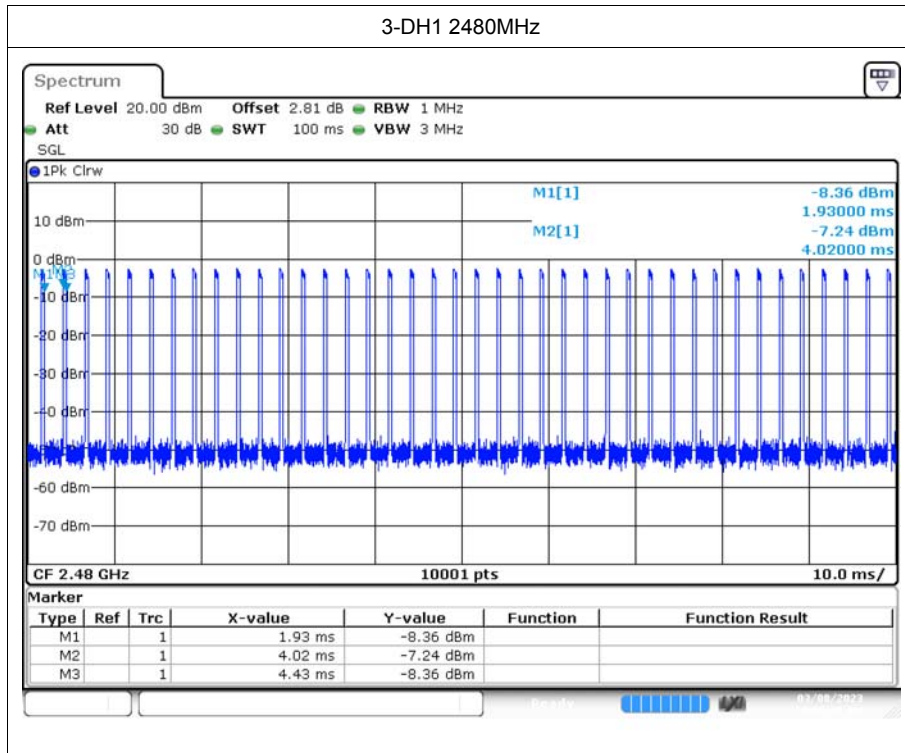 3-DH1 2480MHz
Spectrum
Ref Level 20.00 dBm Offset 2.81 dB RBW 1 MHz
Att 30 dB SWT 100 ms VBW 3 MHz
SGL
1Pk Clrw
M1[1] -8.36 dBm
1.93000 ms
10 dBm
M2[1] -7.24 dBm
4.02000 ms
0 dBm
-10 dBm
-20 dBm
-30 dBm
-40 dBm
-60 dBm
-70 dBm
CF 2.48 GHz 10001 pts 10.0 ms/
Marker
Type Ref Trc X-value Y-value Function Function Result
M1 1 1.93 ms -8.36 dBm
M2 1 4.02 ms -7.24 dBm
M3 1 4.43 ms -8.36 dBm